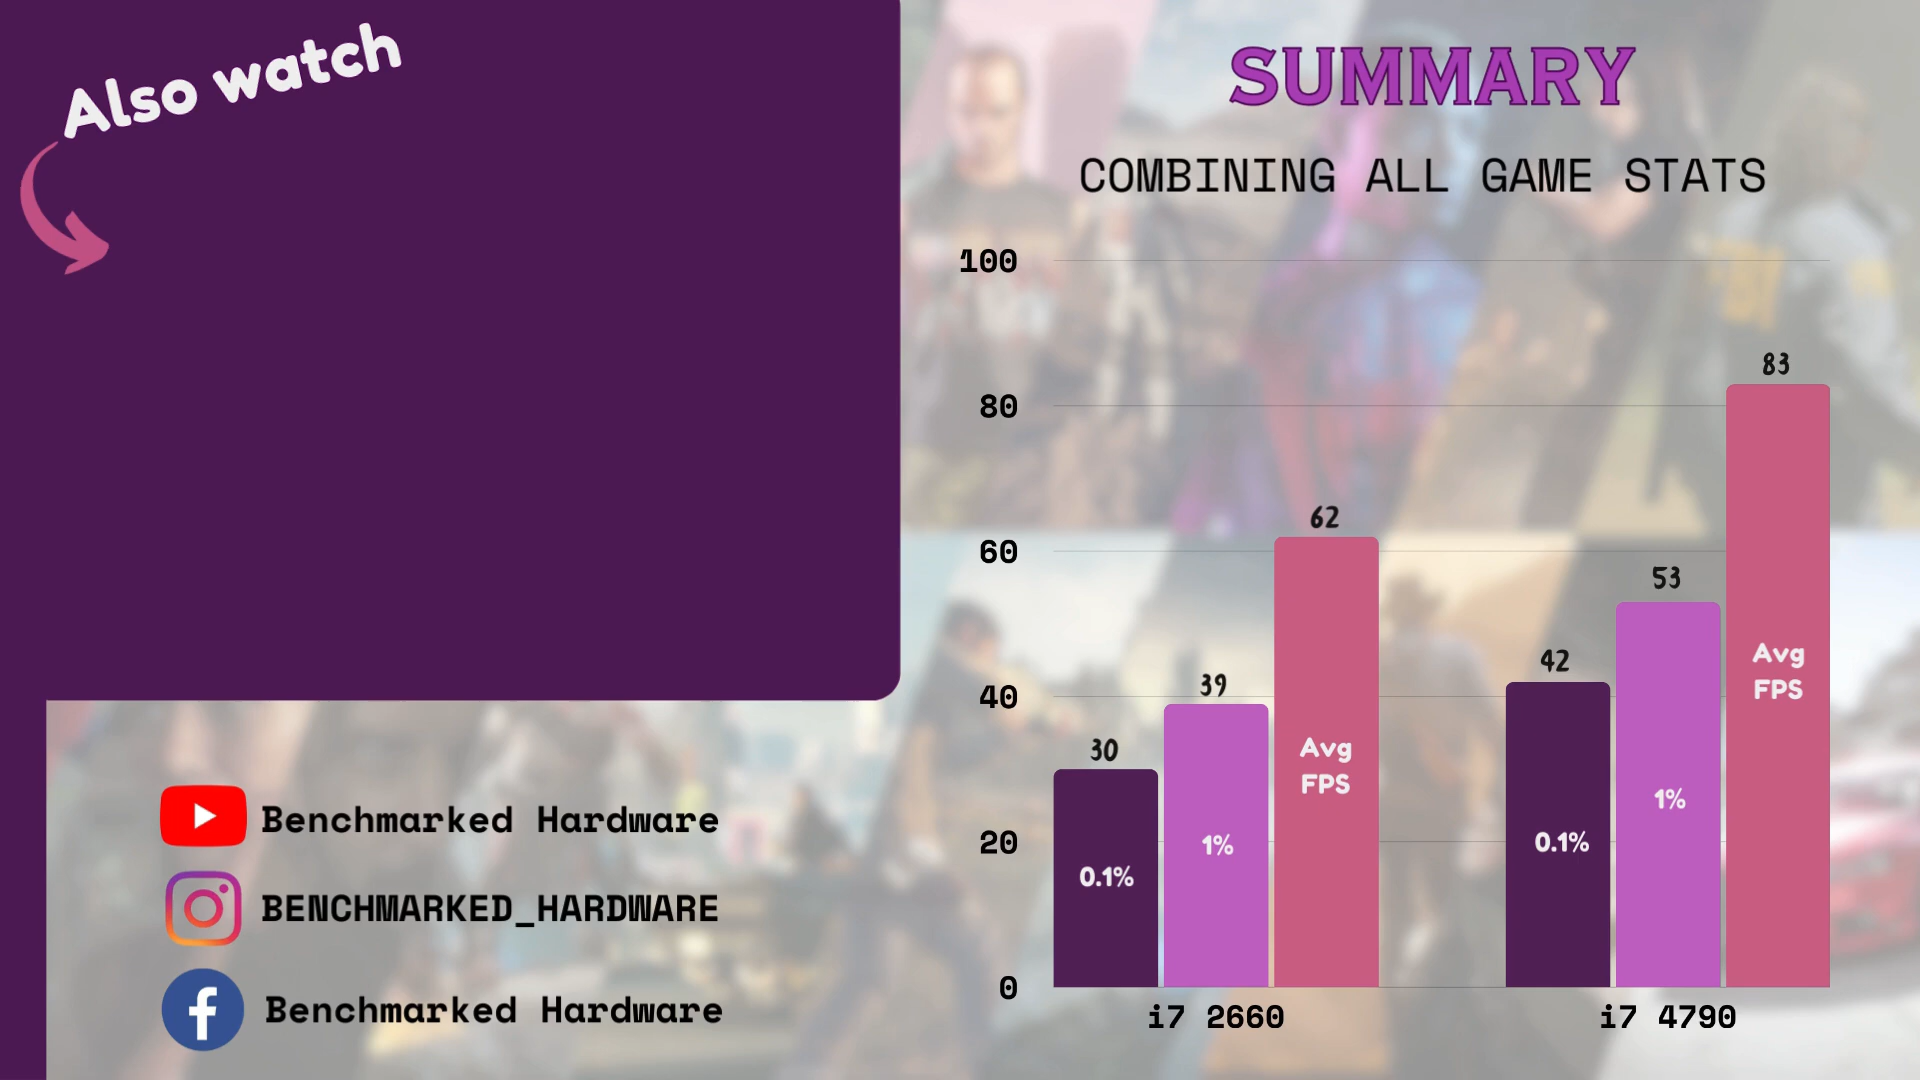 Also watch
SUMMARY
COMBINING ALL GAME STATS
100
80
60
40
20
0
30
39
62
42
53
83
0.1%
1%
Avg
FPS
0.1%
1%
Avg
FPS
i7 2660
i7 4790
Benchmarked Hardware
BENCHMARKED_HARDWARE
Benchmarked Hardware